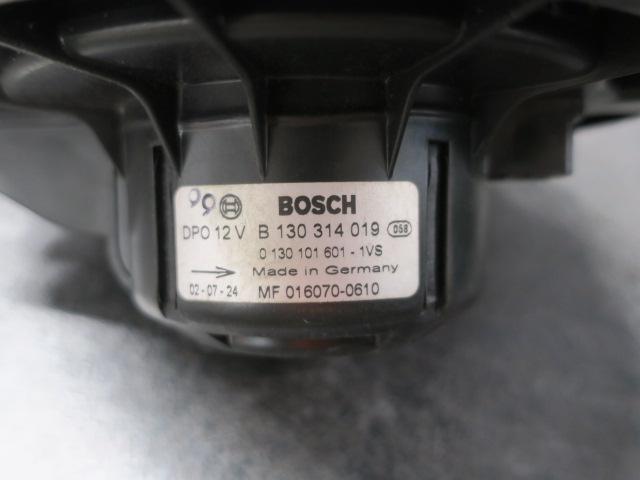 BOSCH
DPO 12 V B 130 314 019 058
0 130 101 601 - 1VS
Made in Germany
02-07-24 MF 016070-0610